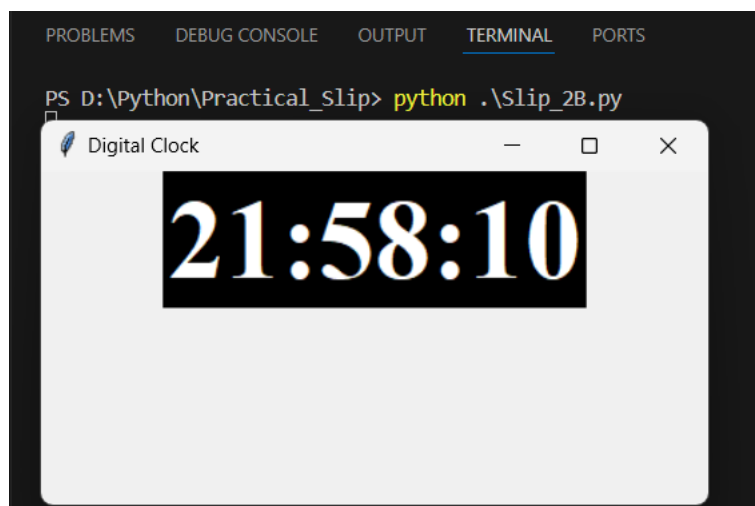 PROBLEMS DEBUG CONSOLE OUTPUT TERMINAL PORTS
PS D:\Python\Practical_Slip> python .\Slip_2B.py
Digital Clock
21:58:10